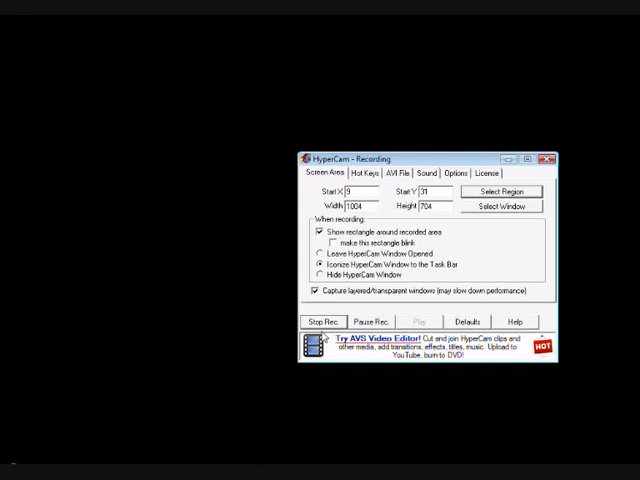 HyperCam - Recording
Screen Area Hot Keys AVI File Sound Options License
Start X 9 Start Y 31 Select Region
Width 1004 Height 704 Select Window
When recording:
Show rectangle around recorded area
make this rectangle blink
Leave HyperCam Window Opened
Iconize HyperCam Window to the Task Bar
Hide HyperCam Window
Capture layered/transparent windows (may slow down performance)
Stop Rec. Pause Rec. Play Defaults Help
Try AVS Video Editor! Cut and join HyperCam clips and
other media, add transitions, effects, titles, music. Upload to
YouTube, burn to DVD!
HOT